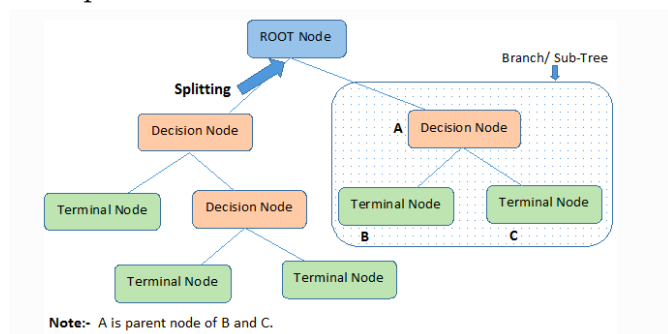 ROOT Node
Branch/ Sub-Tree
Splitting
Decision Node
A
Decision Node
Terminal Node
Decision Node
Terminal Node
Terminal Node
B
C
Terminal Node
Terminal Node
Note:- A is parent node of B and C.